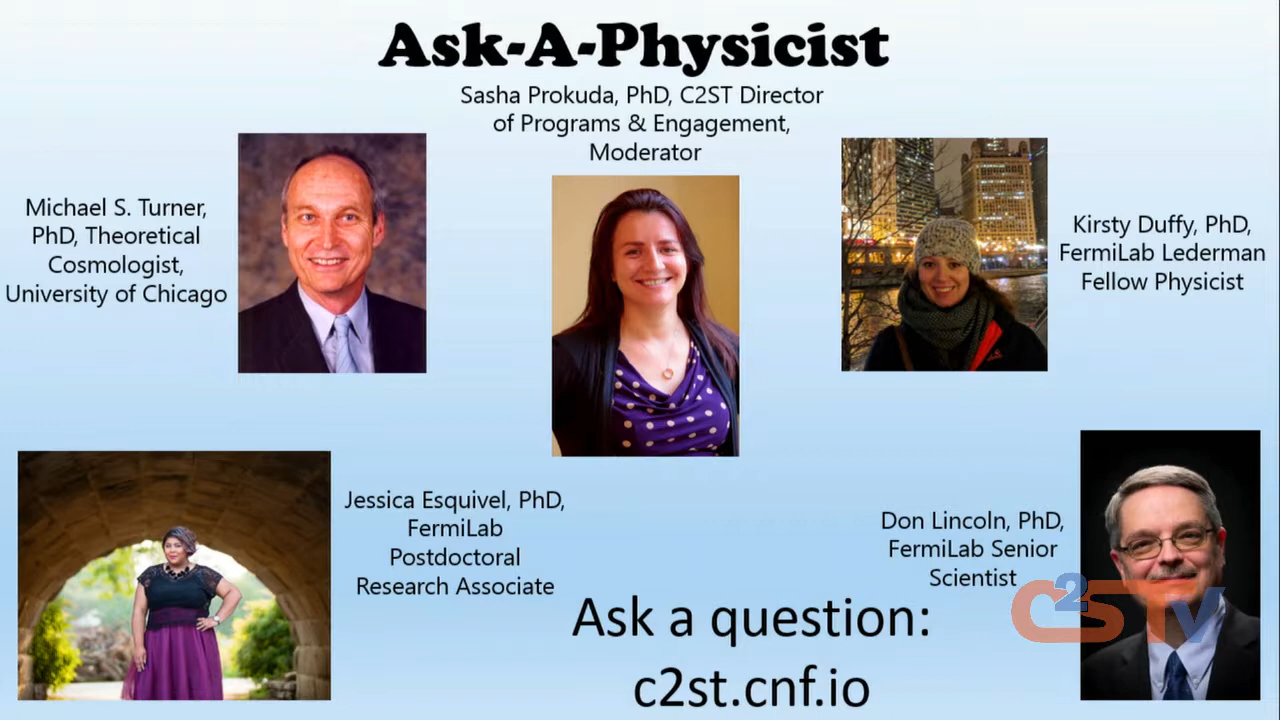 Ask-A-Physicist
Sasha Prokuda, PhD, C2ST Director
of Programs & Engagement,
Moderator
Michael S. Turner,
PhD, Theoretical
Cosmologist,
University of Chicago
Kirsty Duffy, PhD,
FermiLab Lederman
Fellow Physicist
Jessica Esquivel, PhD,
FermiLab
Postdoctoral
Research Associate
Don Lincoln, PhD,
FermiLab Senior
Scientist
C2STV
Ask a question:
c2st.cnf.io